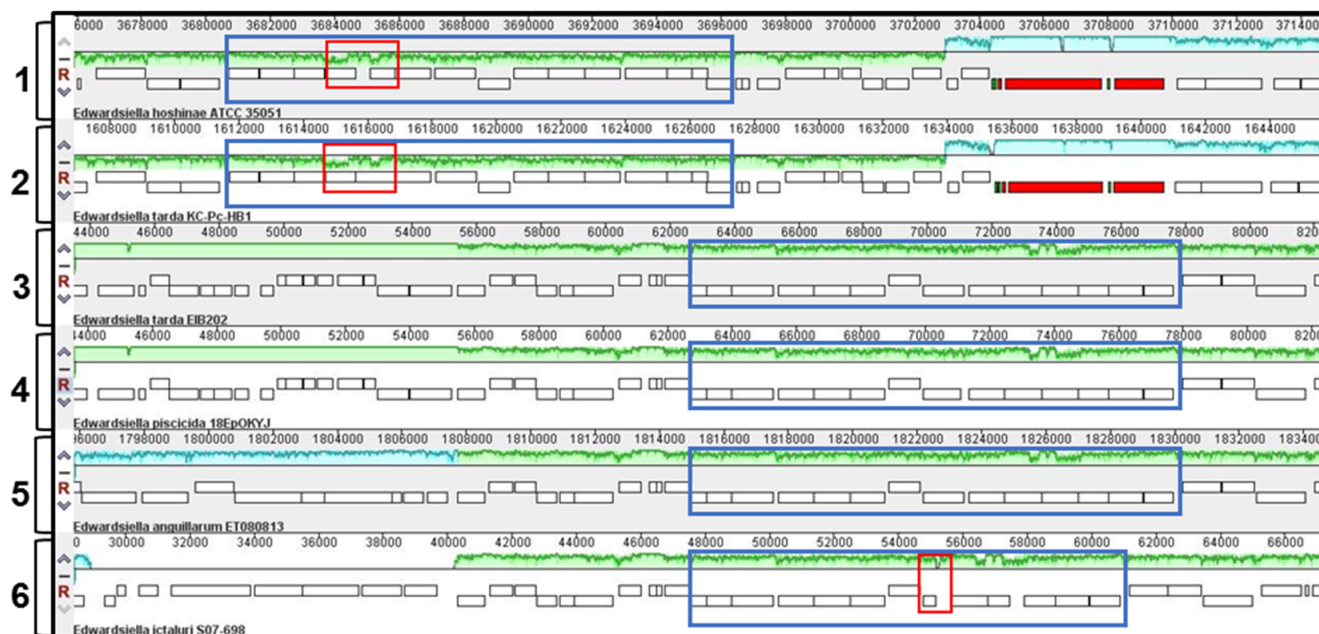 6000 3678000 3680000 3682000 3684000 3686000 3688000 3690000 3692000 3694000 3696000 3698000 3700000 3702000 3704000 3706000 3708000 3710000 3712000 3714000
1
R
Edwardsiella hoshinae ATCC 35051
1608000 1610000 1612000 1614000 1616000 1618000 1620000 1622000 1624000 1626000 1628000 1630000 1632000 1634000 1636000 1638000 1640000 1642000 1644000
2
R
Edwardsiella tarda KC-Pc-HB1
44000 46000 48000 50000 52000 54000 56000 58000 60000 62000 64000 66000 68000 70000 72000 74000 76000 78000 80000 820
3
R
Edwardsiella tarda EIB202
44000 46000 48000 50000 52000 54000 56000 58000 60000 62000 64000 66000 68000 70000 72000 74000 76000 78000 80000 820
4
R
Edwardsiella piscicida 18EpOKYJ
96000 1798000 1800000 1802000 1804000 1806000 1808000 1810000 1812000 1814000 1816000 1818000 1820000 1822000 1824000 1826000 1828000 1830000 1832000 18340
5
R
Edwardsiella anguillarum ET080813
0 30000 32000 34000 36000 38000 40000 42000 44000 46000 48000 50000 52000 54000 56000 58000 60000 62000 64000 66000
6
R
Edwardsiella ictaluri S07-698